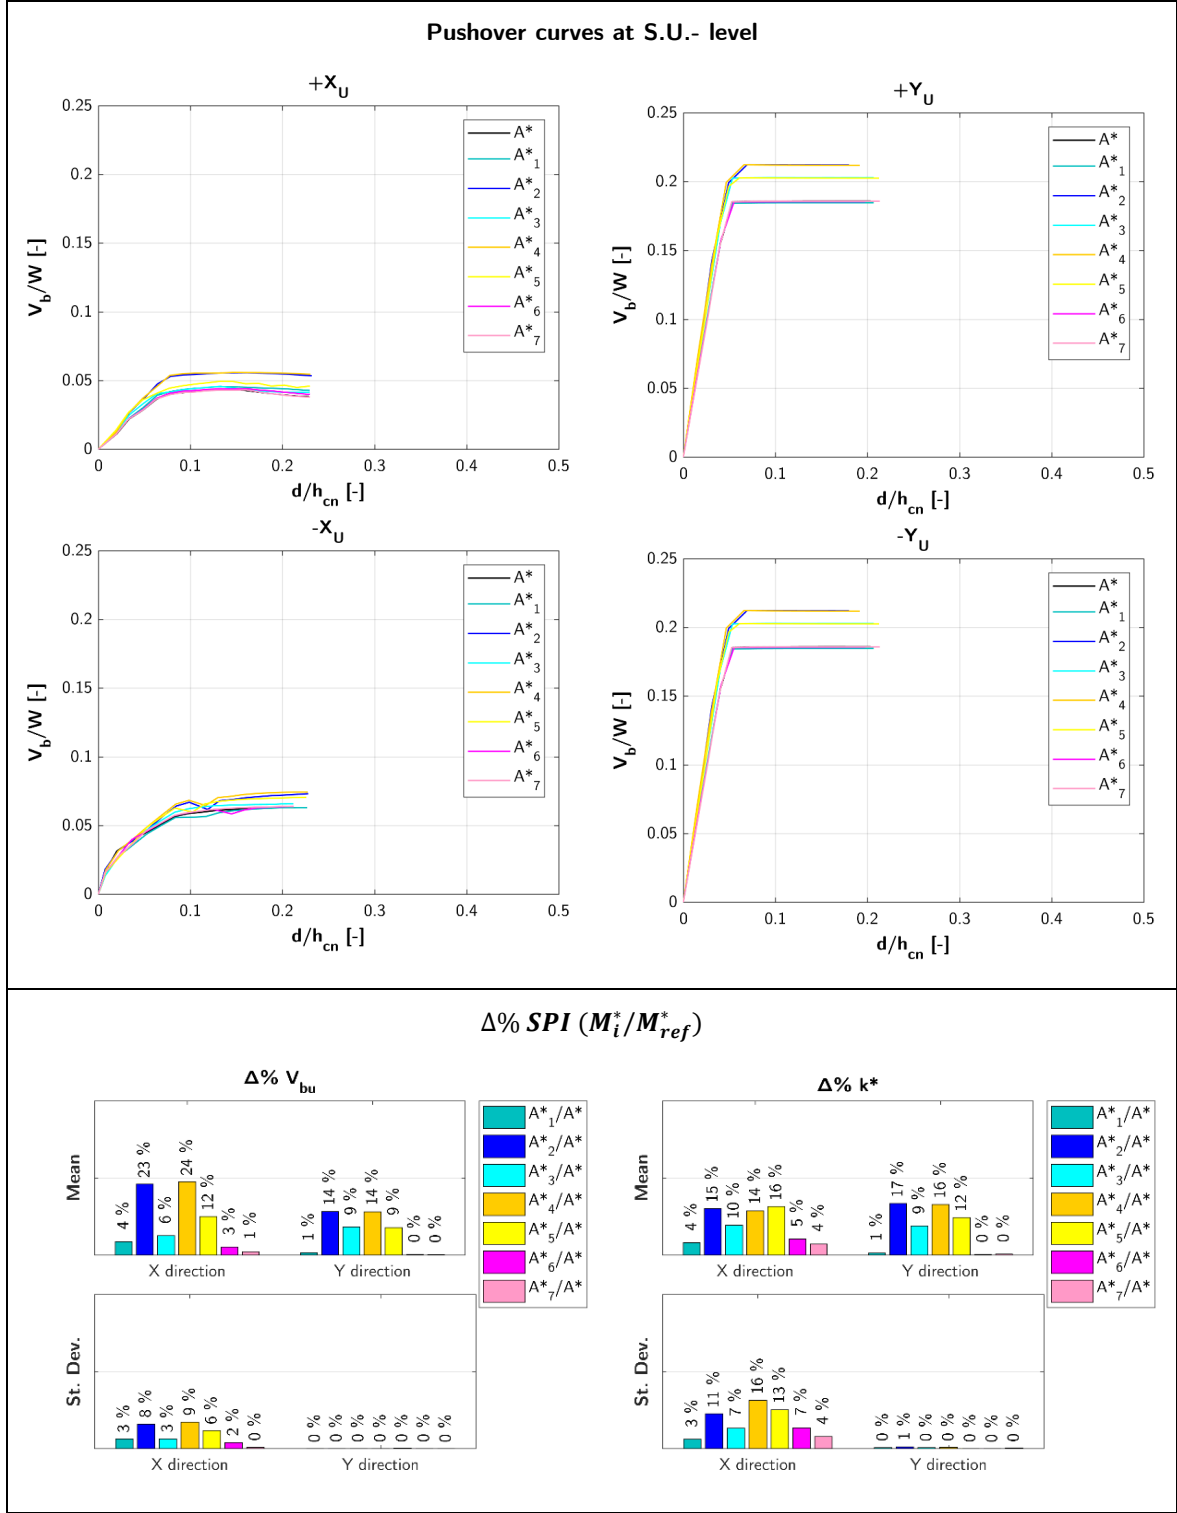 Pushover curves at S.U.- level
+X_U
0.25
0.2
0.15
0.1
0.05
0
V_b/W [-]
0 0.1 0.2 0.3 0.4 0.5
d/h_cn [-]
A*
A*_1
A*_2
A*_3
A*_4
A*_5
A*_6
A*_7
+Y_U
0.25
0.2
0.15
0.1
0.05
0
V_b/W [-]
0 0.1 0.2 0.3 0.4 0.5
d/h_cn [-]
A*
A*_1
A*_2
A*_3
A*_4
A*_5
A*_6
A*_7
-X_U
0.25
0.2
0.15
0.1
0.05
0
V_b/W [-]
0 0.1 0.2 0.3 0.4 0.5
d/h_cn [-]
A*
A*_1
A*_2
A*_3
A*_4
A*_5
A*_6
A*_7
-Y_U
0.25
0.2
0.15
0.1
0.05
0
V_b/W [-]
0 0.1 0.2 0.3 0.4 0.5
d/h_cn [-]
A*
A*_1
A*_2
A*_3
A*_4
A*_5
A*_6
A*_7
Δ% SPI (M*_i/M*_ref)
Δ% V_bu
Mean
4 % 23 % 6 % 24 % 12 % 3 % 1 %
1 % 14 % 9 % 14 % 9 % 0 % 0 %
X direction Y direction
St. Dev.
3 % 8 % 3 % 9 % 6 % 2 % 0 %
0 % 0 % 0 % 0 % 0 % 0 % 0 %
X direction Y direction
A*_1/A*
A*_2/A*
A*_3/A*
A*_4/A*
A*_5/A*
A*_6/A*
A*_7/A*
Δ% k*
Mean
4 % 15 % 10 % 14 % 16 % 5 % 4 %
1 % 17 % 9 % 16 % 12 % 0 % 0 %
X direction Y direction
St. Dev.
3 % 11 % 7 % 16 % 13 % 7 % 4 %
0 % 1 % 0 % 0 % 0 % 0 % 0 %
X direction Y direction
A*_1/A*
A*_2/A*
A*_3/A*
A*_4/A*
A*_5/A*
A*_6/A*
A*_7/A*